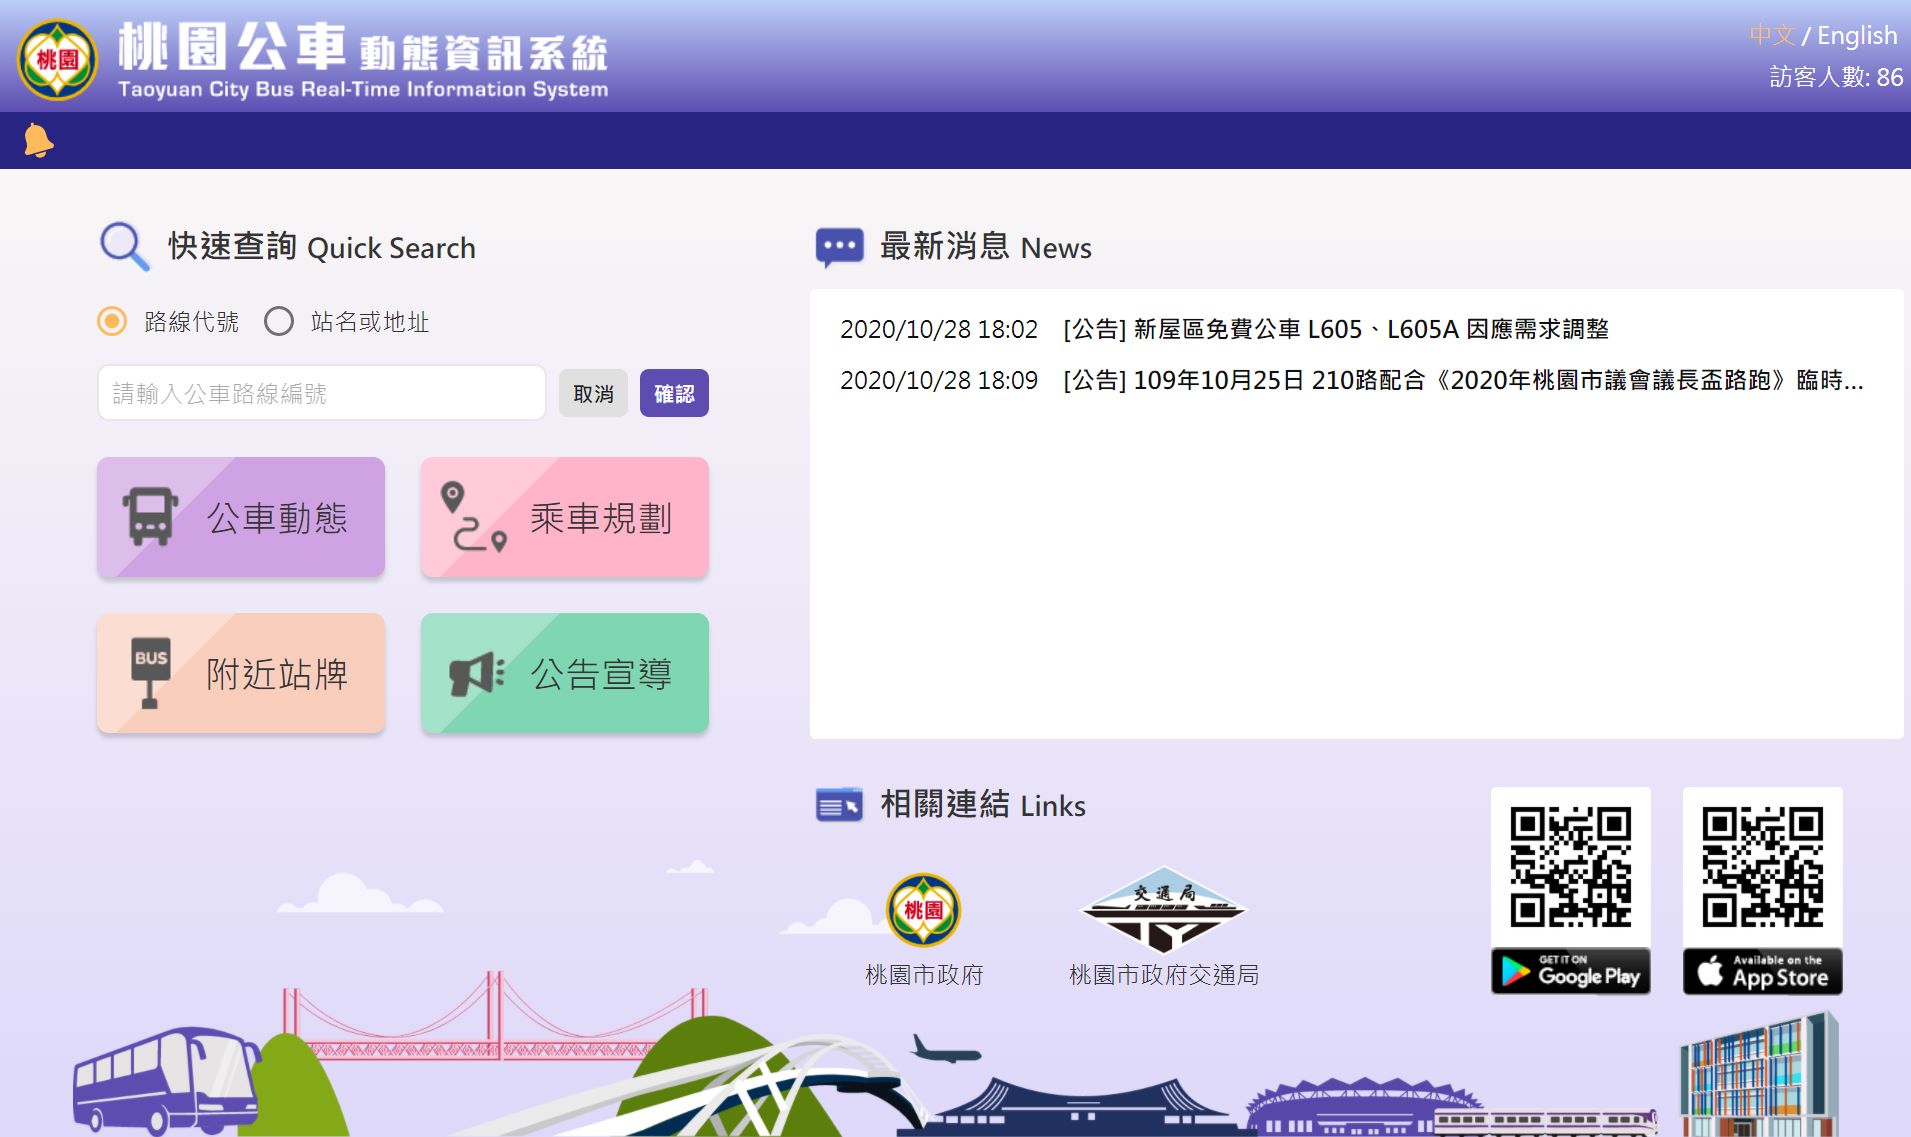 桃園
桃園公車動態資訊系統
Taoyuan City Bus Real-Time Information System
中文 / English
訪客人數: 86
快速查詢 Quick Search
路線代號
站名或地址
請輸入公車路線編號
取消
確認
公車動態
乘車規劃
BUS
附近站牌
公告宣導
最新消息 News
2020/10/28 18:02 [公告] 新屋區免費公車 L605、L605A 因應需求調整
2020/10/28 18:09 [公告] 109年10月25日 210路配合《2020年桃園市議會議長盃路跑》臨時...
相關連結 Links
桃園
桃園市政府
交通局
TY
桃園市政府交通局
GET IT ON
Google Play
Available on the
App Store